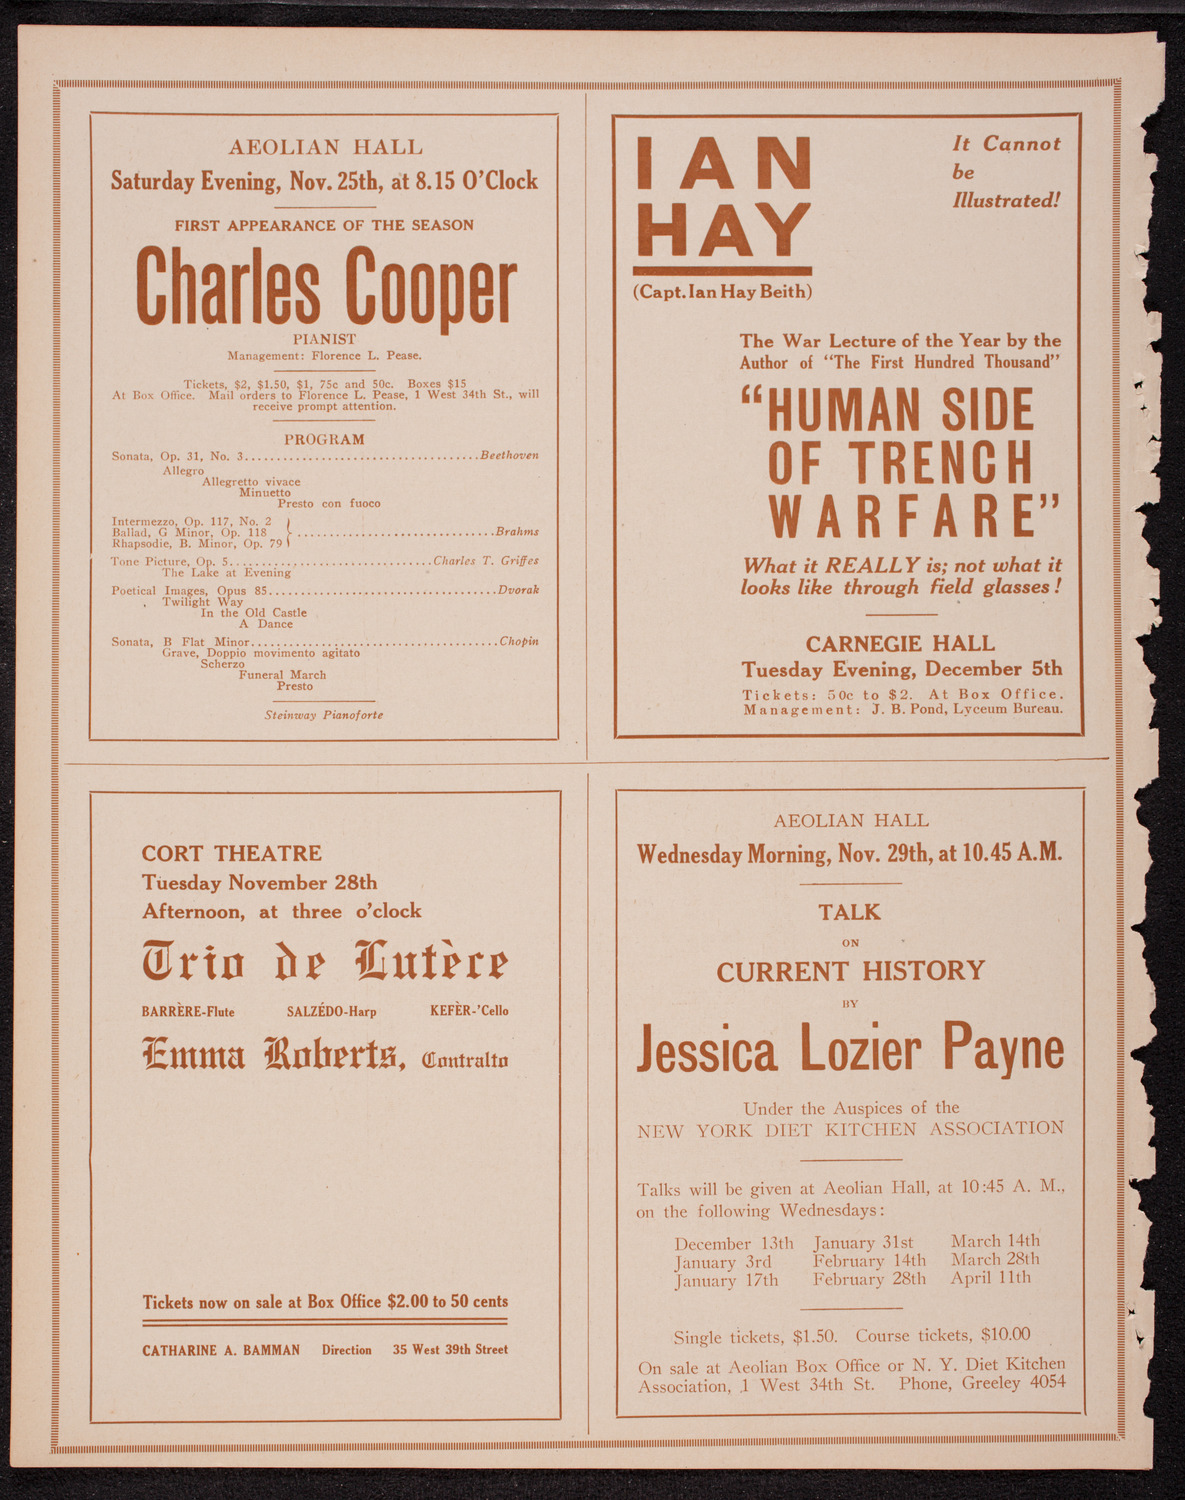 AEOLIAN HALL
Saturday Evening, Nov. 25th, at 8.15 O'Clock
FIRST APPEARANCE OF THE SEASON
Charles Cooper
PIANIST
Management: Florence L. Pease.
Tickets, $2, $1.50, $1, 75c and 50c. Boxes $15
At Box Office. Mail orders to Florence L. Pease, 1 West 34th St., will
receive prompt attention.
PROGRAM
Sonata, Op. 31, No. 3.....................................Beethoven
Allegro
Allegretto vivace
Minuetto
Presto con fuoco
Intermezzo, Op. 117, No. 2
Ballad, G Minor, Op. 118 } ................................Brahms
Rhapsodie, B. Minor, Op. 79
Tone Picture, Op. 5................................Charles T. Griffes
The Lake at Evening
Poetical Images, Opus 85....................................Dvorak
Twilight Way
In the Old Castle
A Dance
Sonata, B Flat Minor.......................................Chopin
Grave, Doppio movimento agitato
Scherzo
Funeral March
Presto
Steinway Pianoforte
IAN
HAY
(Capt. Ian Hay Beith)
It Cannot
be
Illustrated!
The War Lecture of the Year by the
Author of "The First Hundred Thousand"
"HUMAN SIDE
OF TRENCH
WARFARE"
What it REALLY is; not what it
looks like through field glasses!
CARNEGIE HALL
Tuesday Evening, December 5th
Tickets: 50c to $2. At Box Office.
Management: J. B. Pond, Lyceum Bureau.
CORT THEATRE
Tuesday November 28th
Afternoon, at three o'clock
Trio de Lutèce
BARRÈRE-Flute SALZÉDO-Harp KEFÈR-'Cello
Emma Roberts, Contralto
Tickets now on sale at Box Office $2.00 to 50 cents
CATHARINE A. BAMMAN Direction 35 West 39th Street
AEOLIAN HALL
Wednesday Morning, Nov. 29th, at 10.45 A.M.
TALK
ON
CURRENT HISTORY
BY
Jessica Lozier Payne
Under the Auspices of the
NEW YORK DIET KITCHEN ASSOCIATION
Talks will be given at Aeolian Hall, at 10:45 A. M.,
on the following Wednesdays:
December 13th January 31st March 14th
January 3rd February 14th March 28th
January 17th February 28th April 11th
Single tickets, $1.50. Course tickets, $10.00
On sale at Aeolian Box Office or N. Y. Diet Kitchen
Association, 1 West 34th St. Phone, Greeley 4054